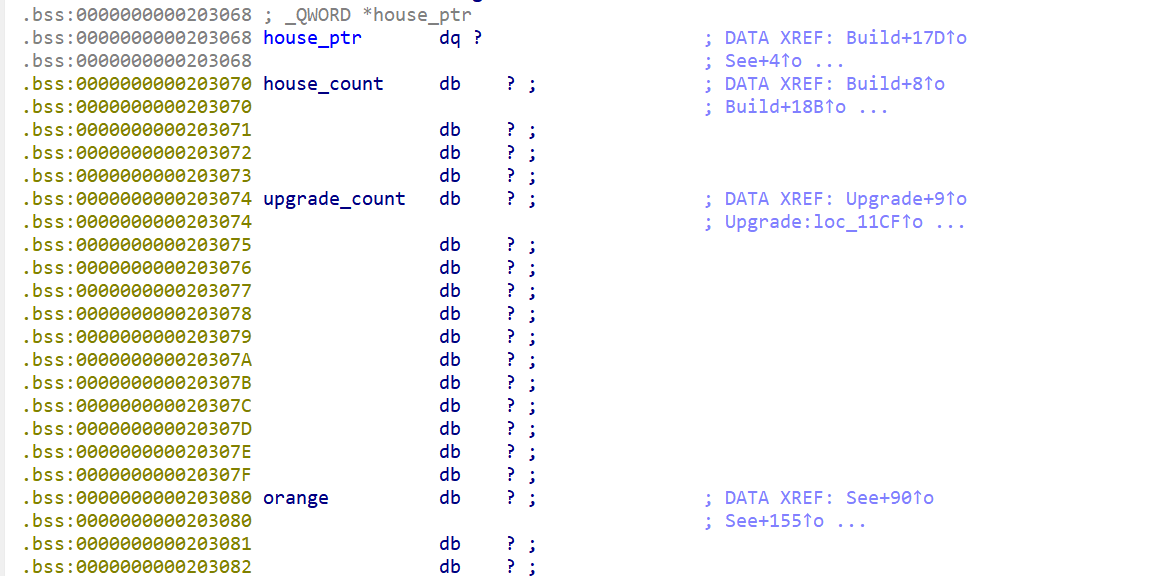 .bss:0000000000203068 ; _QWORD *house_ptr
.bss:0000000000203068 house_ptr dq ? ; DATA XREF: Build+17D↑o
.bss:0000000000203068 ; See+4↑o ...
.bss:0000000000203070 house_count db ? ; ; DATA XREF: Build+8↑o
.bss:0000000000203070 ; Build+18B↑o ...
.bss:0000000000203071 db ? ;
.bss:0000000000203072 db ? ;
.bss:0000000000203073 db ? ;
.bss:0000000000203074 upgrade_count db ? ; ; DATA XREF: Upgrade+9↑o
.bss:0000000000203074 ; Upgrade:loc_11CF↑o ...
.bss:0000000000203075 db ? ;
.bss:0000000000203076 db ? ;
.bss:0000000000203077 db ? ;
.bss:0000000000203078 db ? ;
.bss:0000000000203079 db ? ;
.bss:000000000020307A db ? ;
.bss:000000000020307B db ? ;
.bss:000000000020307C db ? ;
.bss:000000000020307D db ? ;
.bss:000000000020307E db ? ;
.bss:000000000020307F db ? ;
.bss:0000000000203080 orange db ? ; ; DATA XREF: See+90↑o
.bss:0000000000203080 ; See+155↑o ...
.bss:0000000000203081 db ? ;
.bss:0000000000203082 db ? ;